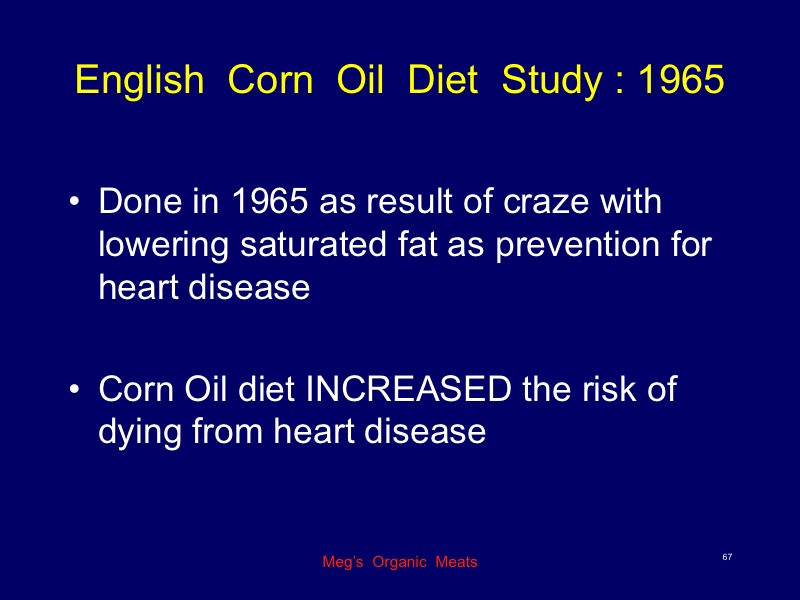 English Corn Oil Diet Study : 1965
• Done in 1965 as result of craze with
lowering saturated fat as prevention for
heart disease
• Corn Oil diet INCREASED the risk of
dying from heart disease
Meg's Organic Meats
67